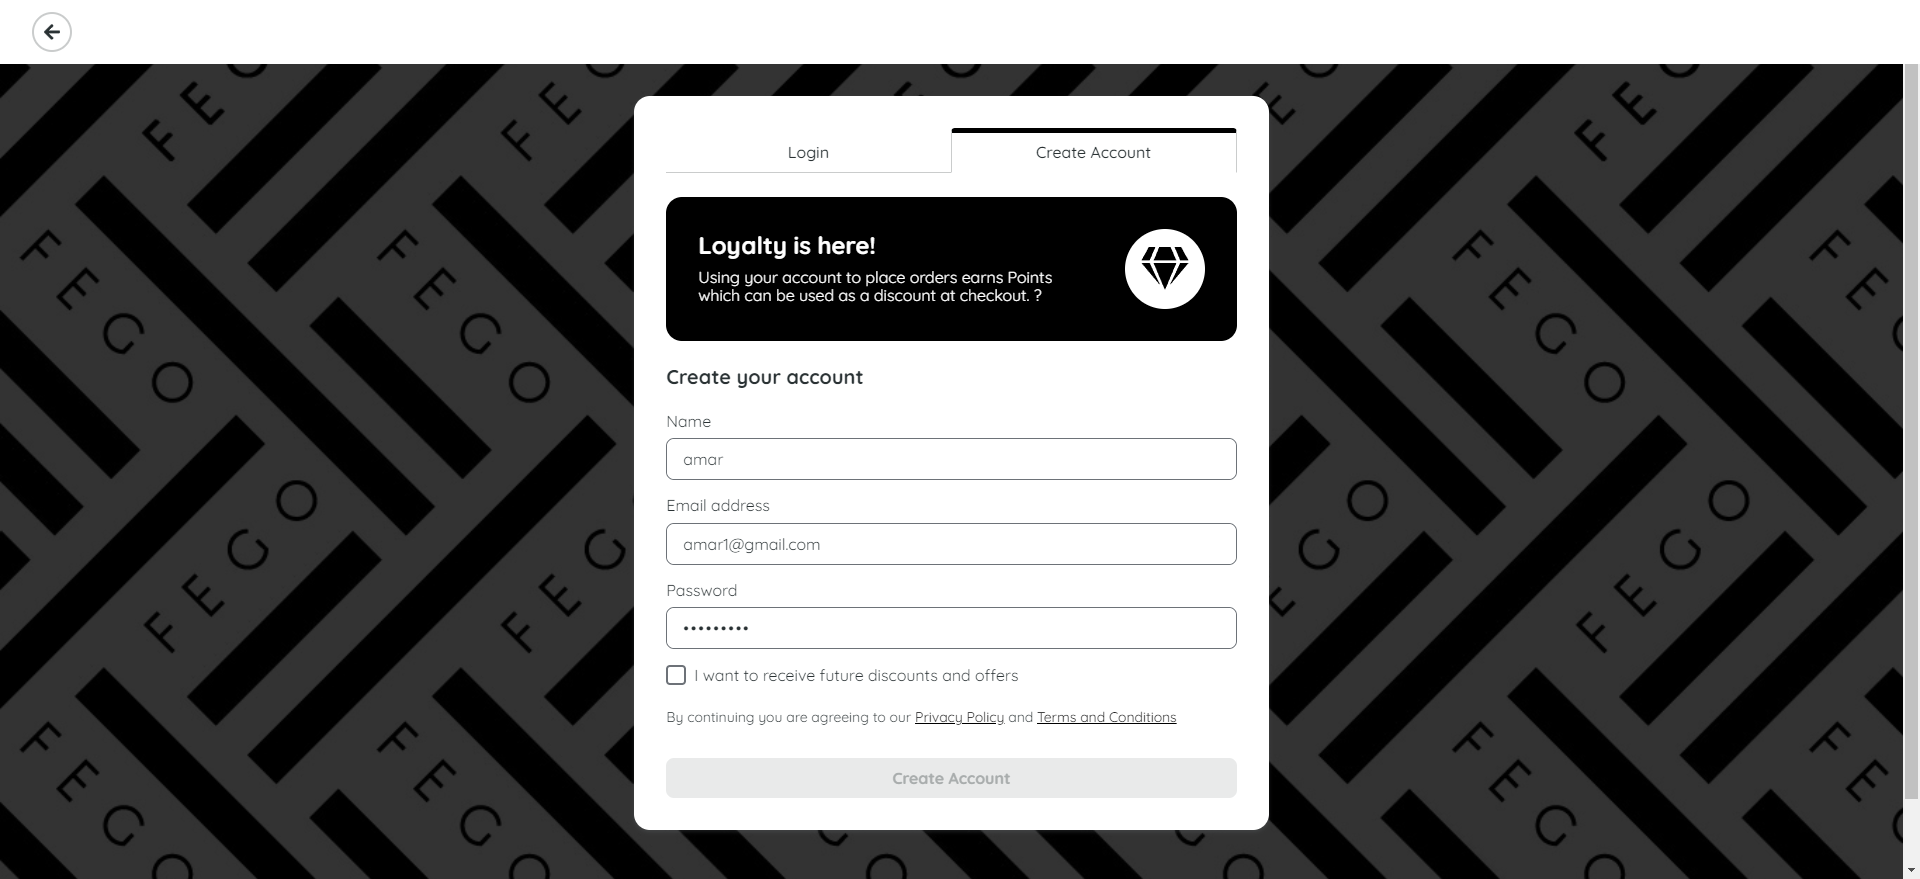 Login
Create Account
Loyalty is here!
Using your account to place orders earns Points
which can be used as a discount at checkout. ?
Create your account
Name
amar
Email address
amar1@gmail.com
Password
•••••••••
I want to receive future discounts and offers
By continuing you are agreeing to our Privacy Policy and Terms and Conditions
Create Account
FEGO